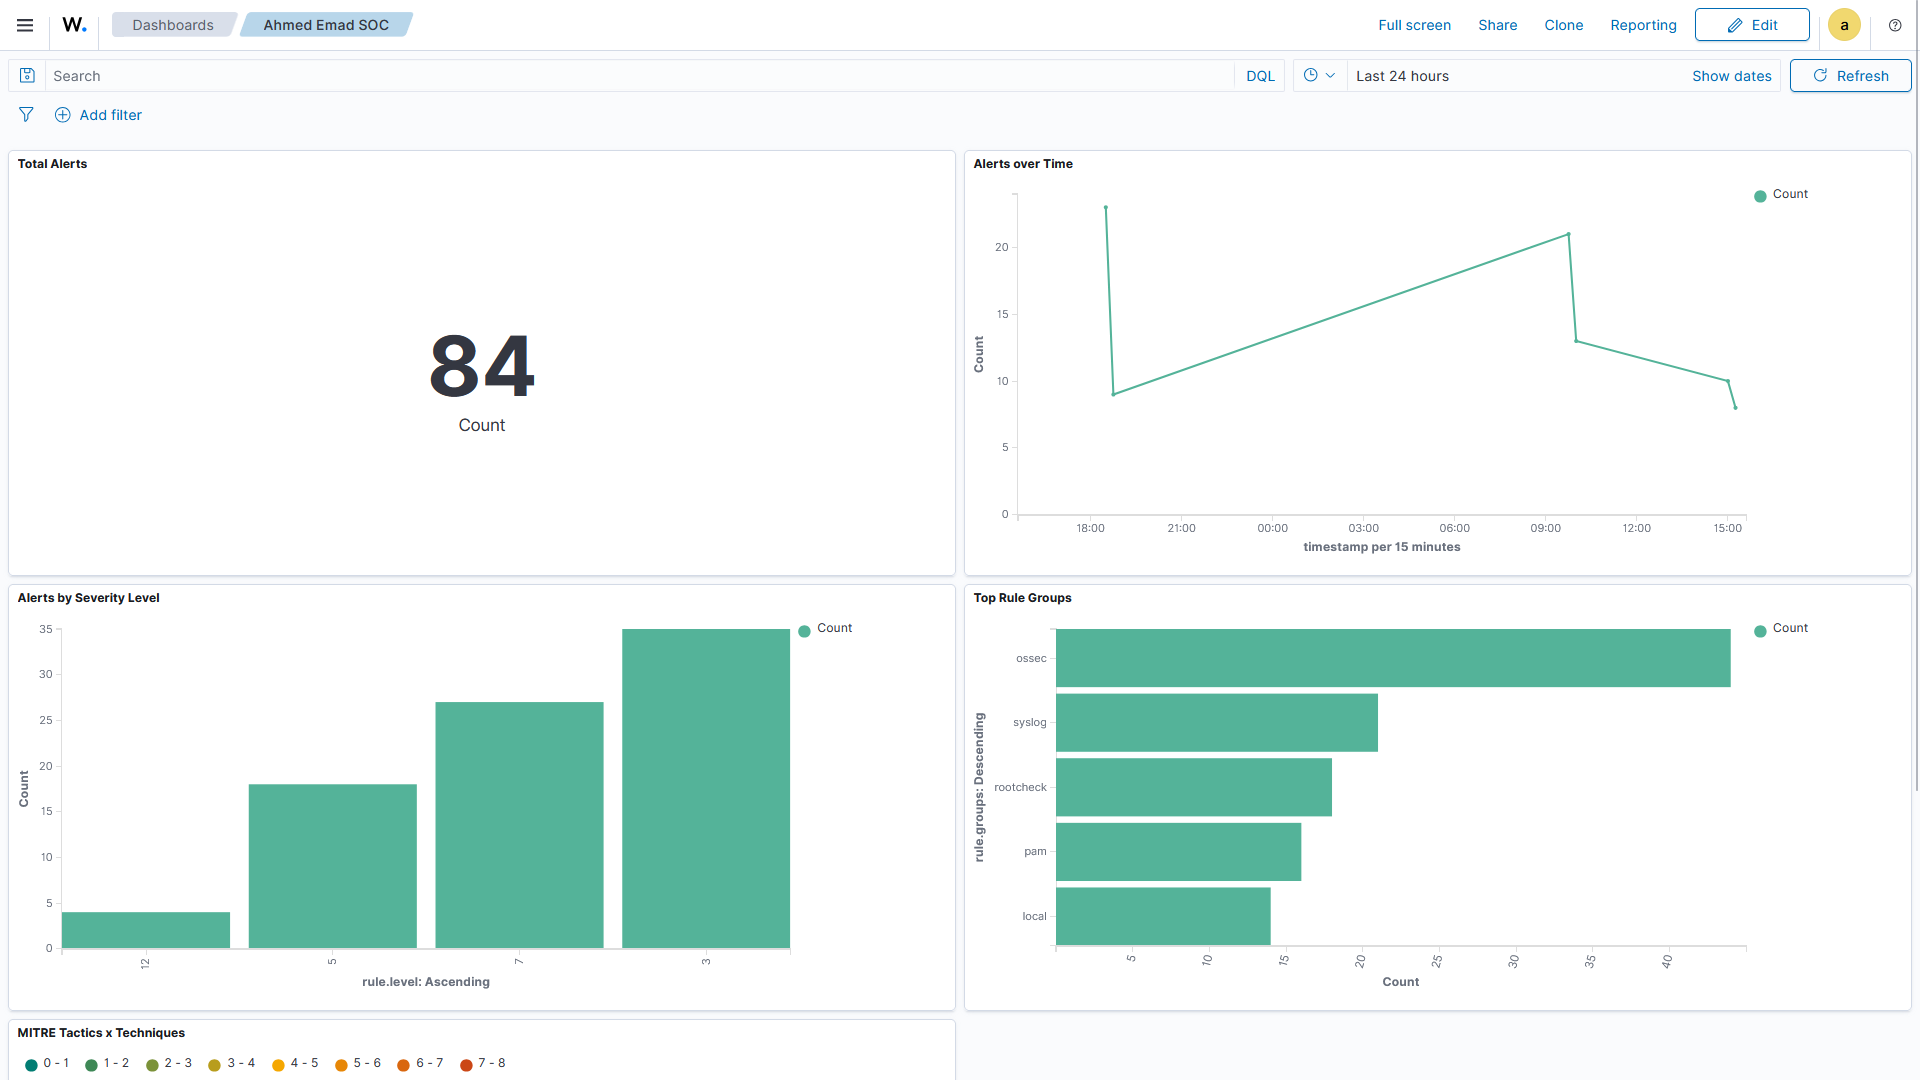 W.
Dashboards
Ahmed Emad SOC
Full screen
Share
Clone
Reporting
Edit
a
Search
DQL
Last 24 hours
Show dates
Refresh
Add filter
Total Alerts
84
Count
Alerts over Time
Count
20
15
10
5
0
Count
18:00
21:00
00:00
03:00
06:00
09:00
12:00
15:00
timestamp per 15 minutes
Alerts by Severity Level
Count
35
30
25
20
15
10
5
0
Count
12
5
7
3
rule.level: Ascending
Top Rule Groups
Count
rule.groups: Descending
ossec
syslog
rootcheck
pam
local
5
10
15
20
25
30
35
40
Count
MITRE Tactics x Techniques
0 - 1
1 - 2
2 - 3
3 - 4
4 - 5
5 - 6
6 - 7
7 - 8